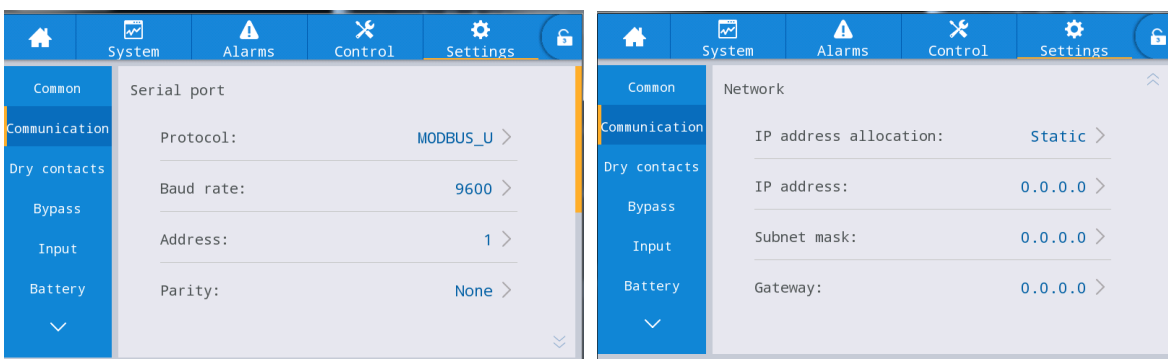 System Alarms Control Settings 3
Common
Communication
Dry contacts
Bypass
Input
Battery
Serial port
Protocol: MODBUS_U
Baud rate: 9600
Address: 1
Parity: None
System Alarms Control Settings 3
Common
Communication
Dry contacts
Bypass
Input
Battery
Network
IP address allocation: Static
IP address: 0.0.0.0
Subnet mask: 0.0.0.0
Gateway: 0.0.0.0